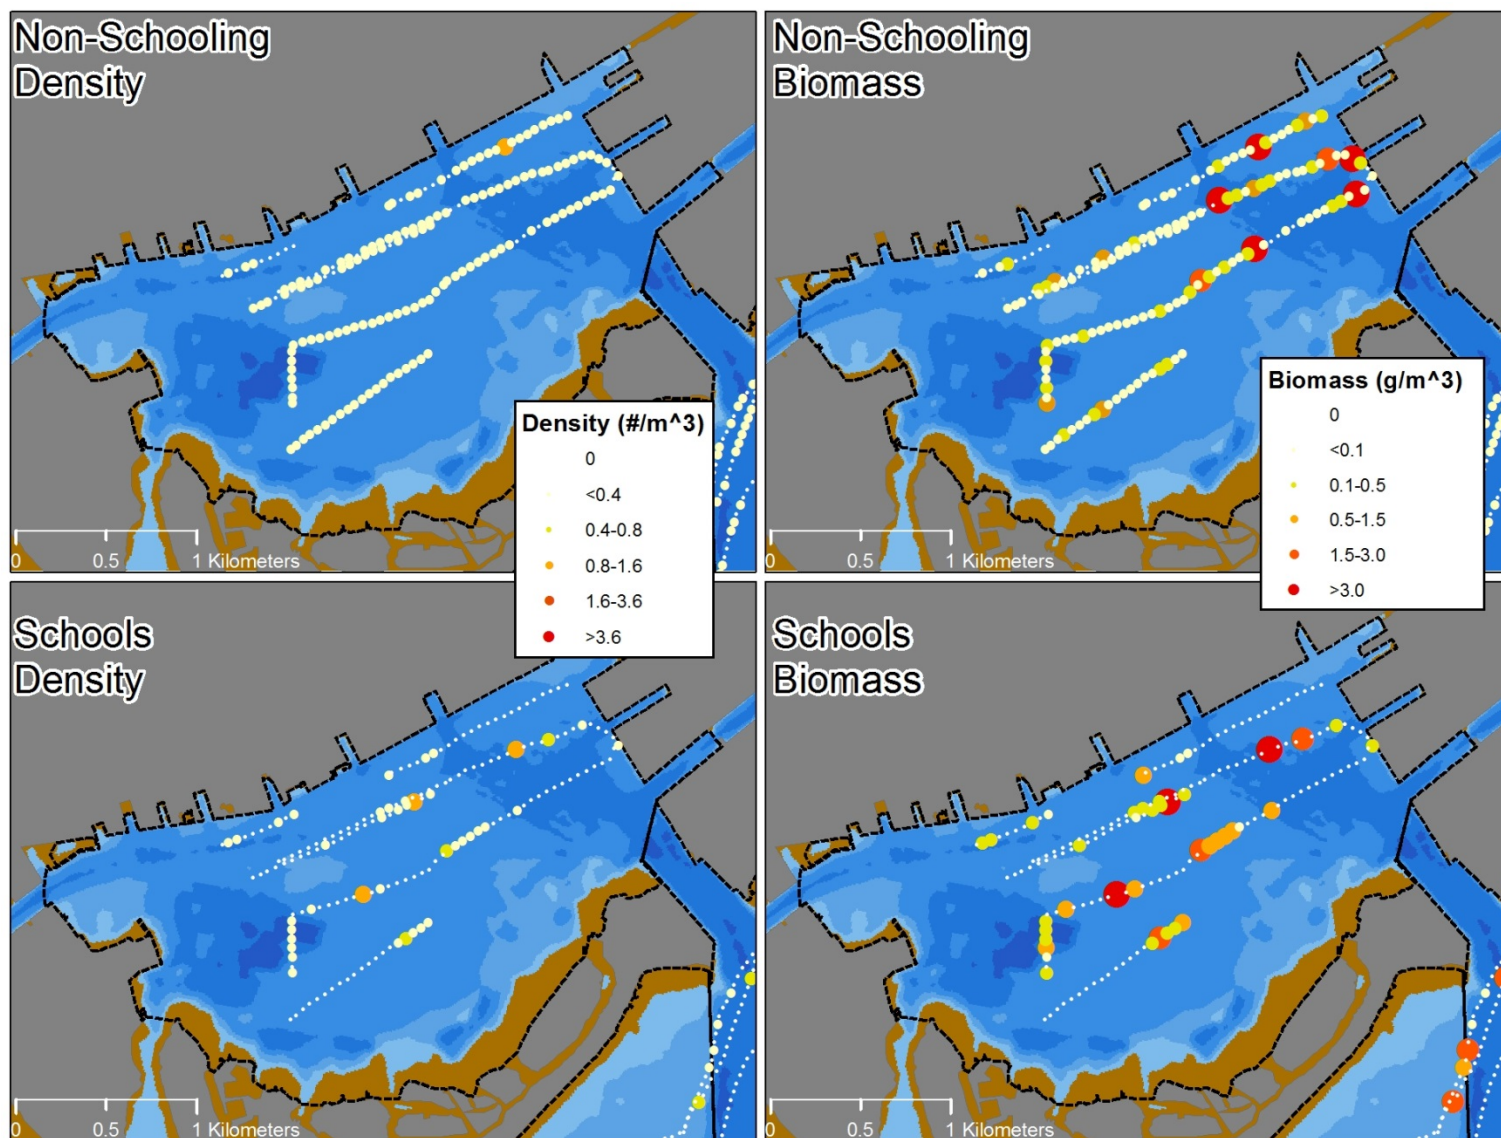 Non-Schooling
Density
Non-Schooling
Biomass
Density (#/m^3)
0
<0.4
0.4-0.8
0.8-1.6
1.6-3.6
>3.6
Biomass (g/m^3)
0
<0.1
0.1-0.5
0.5-1.5
1.5-3.0
>3.0
0 0.5 1 Kilometers
0 0.5 1 Kilometers
Schools
Density
Schools
Biomass
0 0.5 1 Kilometers
0 0.5 1 Kilometers